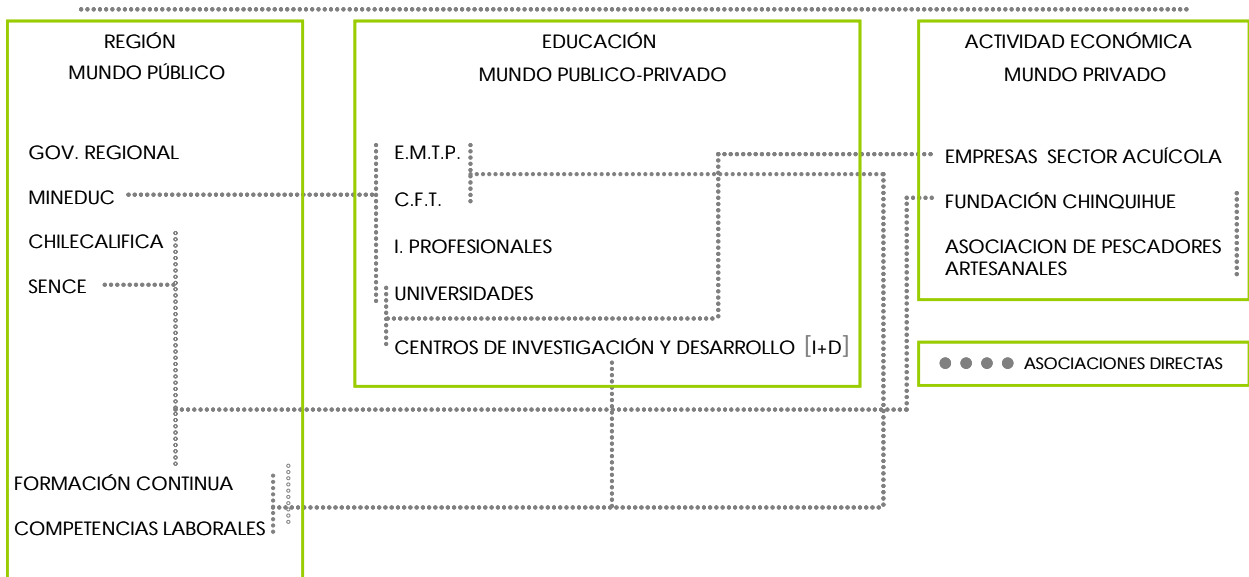 REGIÓN
MUNDO PÚBLICO
GOV. REGIONAL
MINEDUC
CHILECALIFICA
SENCE
FORMACIÓN CONTINUA
COMPETENCIAS LABORALES
EDUCACIÓN
MUNDO PUBLICO-PRIVADO
E.M.T.P.
C.F.T.
I. PROFESIONALES
UNIVERSIDADES
CENTROS DE INVESTIGACIÓN Y DESARROLLO [I+D]
ACTIVIDAD ECONÓMICA
MUNDO PRIVADO
EMPRESAS SECTOR ACUÍCOLA
FUNDACIÓN CHINQUIHUE
ASOCIACION DE PESCADORES
ARTESANALES
ASOCIACIONES DIRECTAS